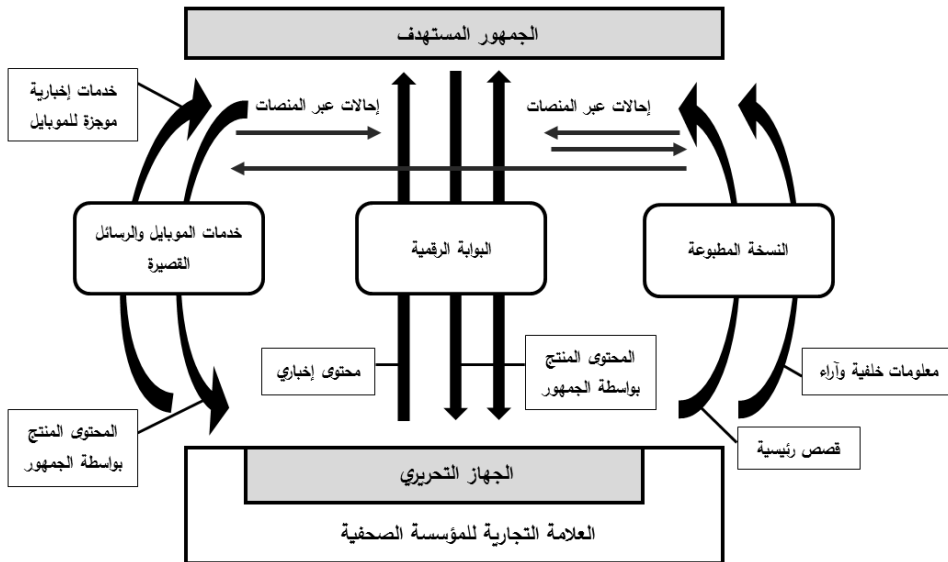 الجمهور المستهدف
خدمات إخبارية
موجزة للموبايل
إحالات عبر المنصات
إحالات عبر المنصات
النسخة المطبوعة
البوابة الرقمية
خدمات الموبايل والرسائل
القصيرة
معلومات خلفية وآراء
المحتوى المنتج
بواسطة الجمهور
محتوى إخباري
قصص رئيسية
المحتوى المنتج
بواسطة الجمهور
الجهاز التحريري
العلامة التجارية للمؤسسة الصحفية